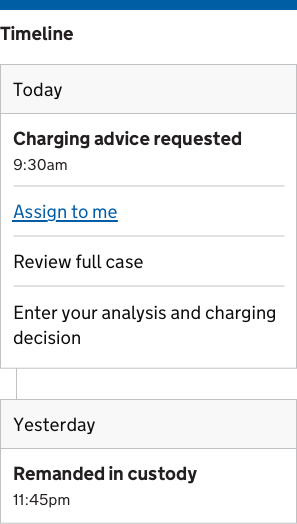 Timeline
Today
Charging advice requested
9:30am
Assign to me
Review full case
Enter your analysis and charging
decision
Yesterday
Remanded in custody
11:45pm